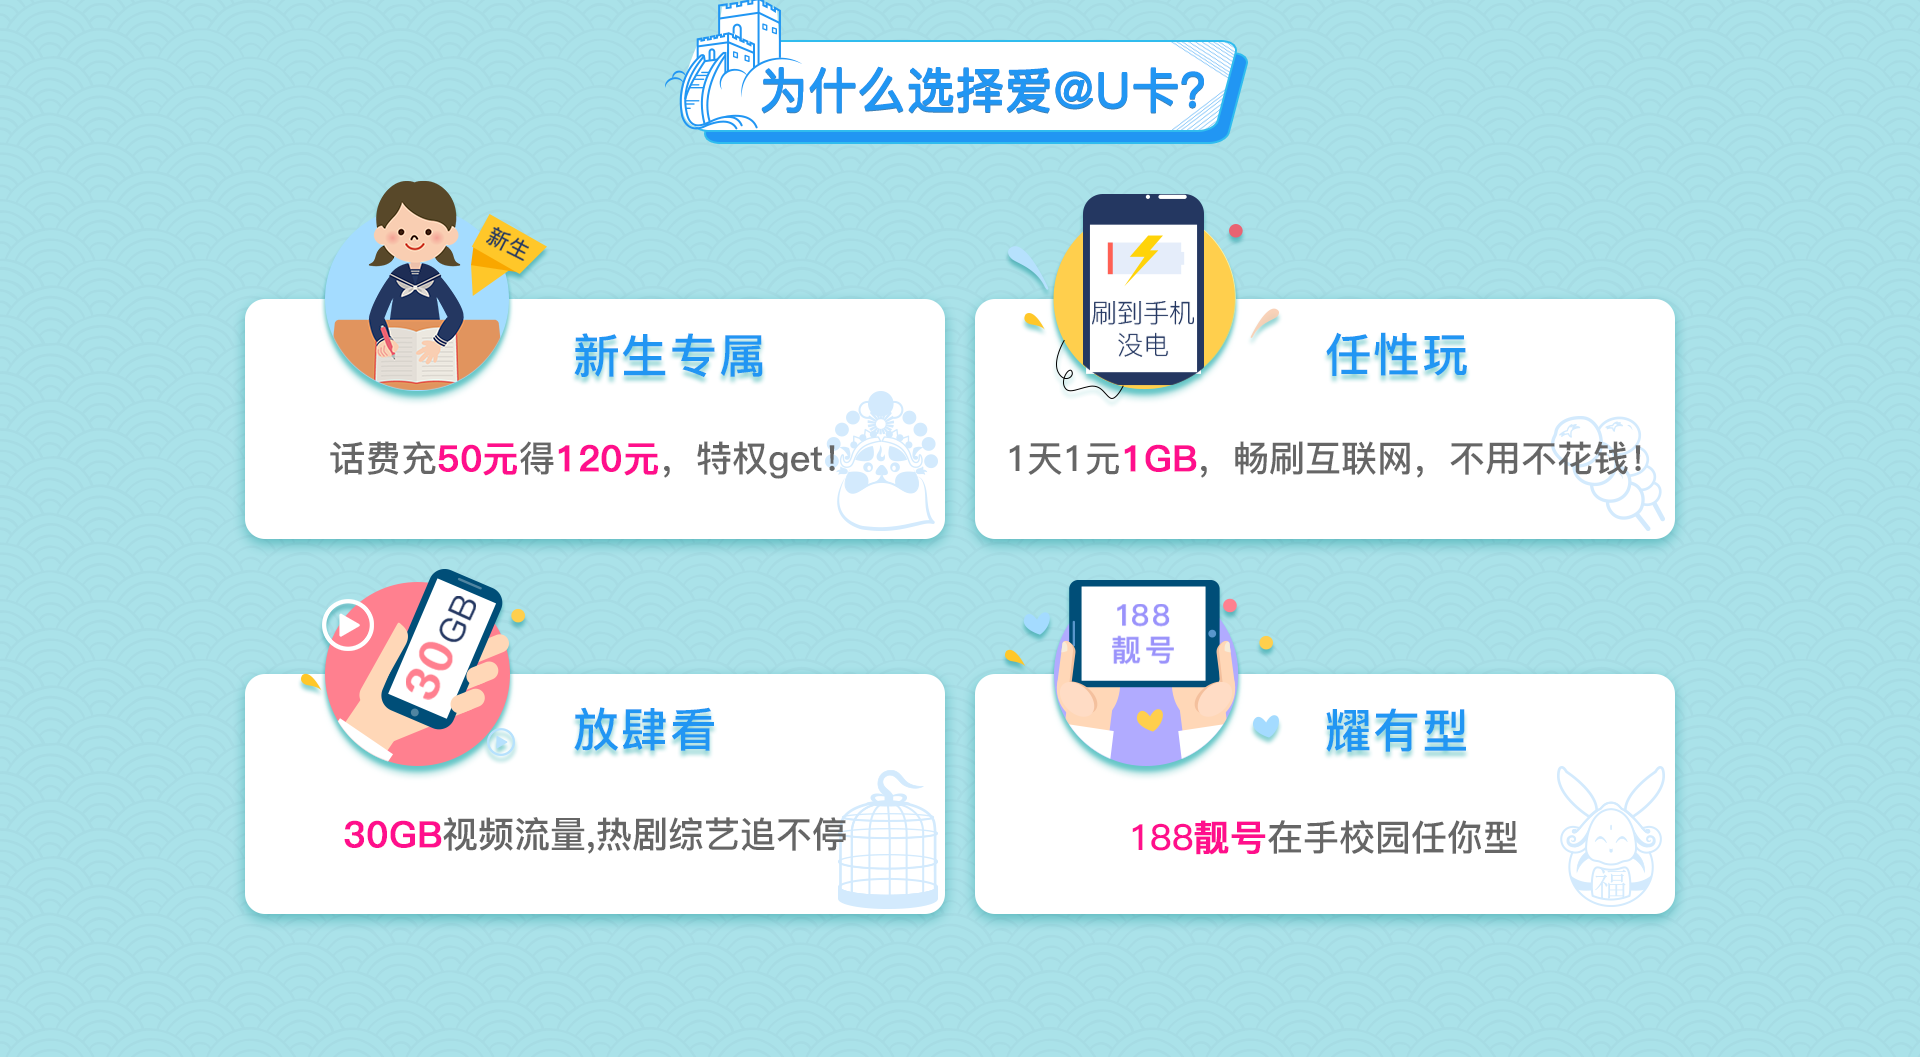 为什么选择爱@U卡?
新生
新生专属
话费充50元得120元，特权get!
刷到手机
没电
任性玩
1天1元1GB，畅刷互联网，不用不花钱!
30GB
放肆看
30GB视频流量,热剧综艺追不停
188
靓号
耀有型
188靓号在手校园任你型
福